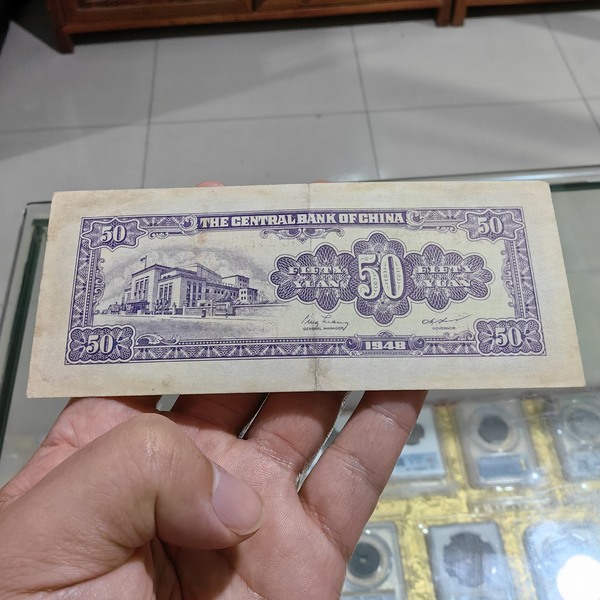 50 THE CENTRAL BANK OF CHINA 50
FIFTY 50 FIFTY
YUAN YUAN
GENERAL MANAGER GOVERNOR
50 1948 50